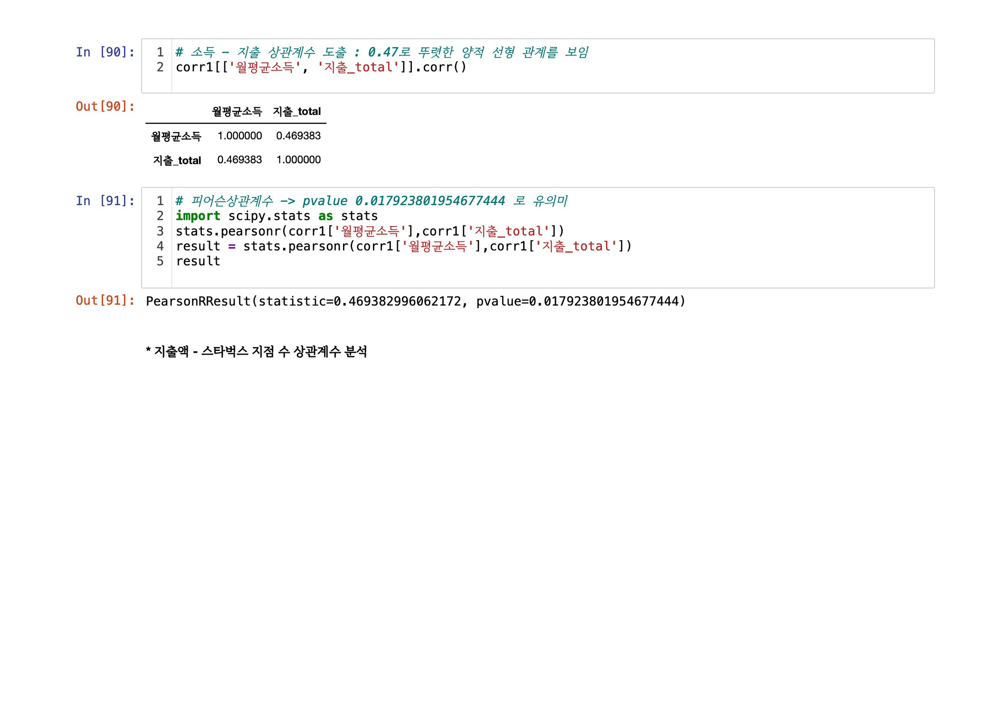 In [90]:
1 # 소득 – 지출 상관계수 도출 : 0.47로 뚜렷한 양적 선형 관계를 보임
2 corr1[['월평균소득', '지출_total']].corr()
Out[90]:
월평균소득 지출_total
월평균소득 1.000000 0.469383
지출_total 0.469383 1.000000
In [91]:
1 # 피어슨상관계수 –> pvalue 0.017923801954677444 로 유의미
2 import scipy.stats as stats
3 stats.pearsonr(corr1['월평균소득'],corr1['지출_total'])
4 result = stats.pearsonr(corr1['월평균소득'],corr1['지출_total'])
5 result
Out[91]: PearsonRResult(statistic=0.469382996062172, pvalue=0.017923801954677444)
* 지출액 - 스타벅스 지점 수 상관계수 분석